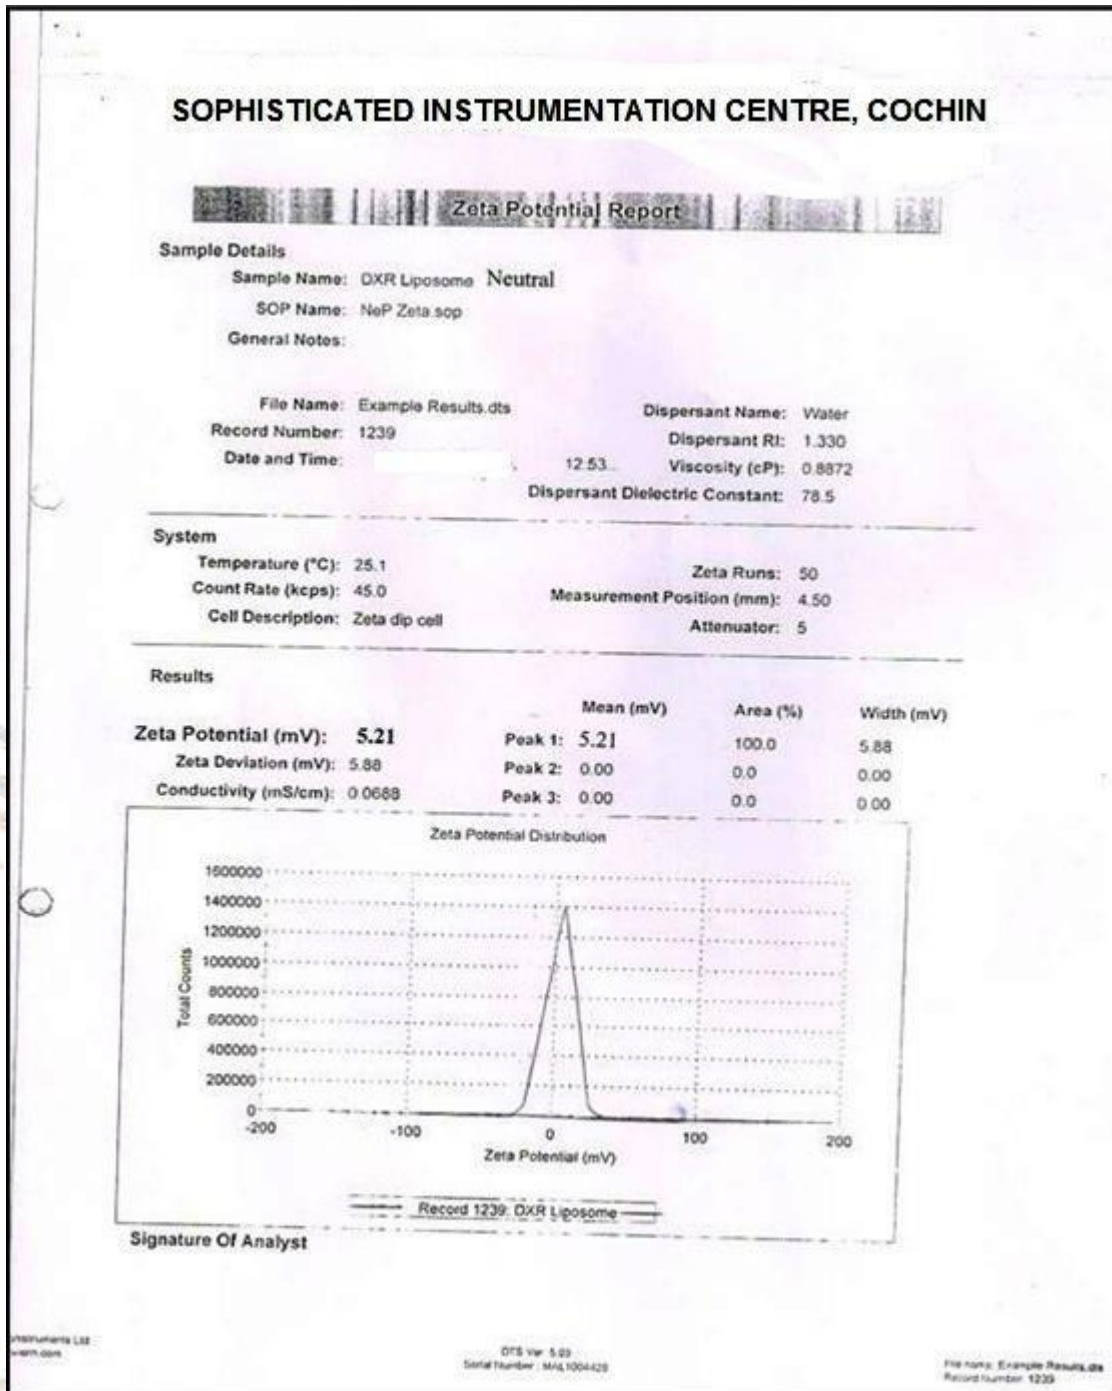 SOPHISTICATED INSTRUMENTATION CENTRE, COCHIN
Zeta Potential Report
Sample Details
Sample Name: DXR Liposome Neutral
SOP Name: NeP Zeta.sop
General Notes:
File Name: Example Results.dts Dispersant Name: Water
Record Number: 1239 Dispersant RI: 1.330
Date and Time: 12.53.. Viscosity (cP): 0.8872
Dispersant Dielectric Constant: 78.5
System
Temperature (°C): 25.1 Zeta Runs: 50
Count Rate (kcps): 45.0 Measurement Position (mm): 4.50
Cell Description: Zeta dip cell Attenuator: 5
Results
Mean (mV) Area (%) Width (mV)
Zeta Potential (mV): 5.21 Peak 1: 5.21 100.0 5.88
Zeta Deviation (mV): 5.88 Peak 2: 0.00 0.0 0.00
Conductivity (mS/cm): 0.0688 Peak 3: 0.00 0.0 0.00
Zeta Potential Distribution
1600000
1400000
1200000
1000000
800000
600000
400000
200000
0
Total Counts
-200 -100 0 100 200
Zeta Potential (mV)
Record 1239: DXR Liposome
Signature Of Analyst
Instruments Ltd
DTS Ver. 5.03
Serial Number : MAL1004428
File name: Example Results.dts
Record Number: 1239